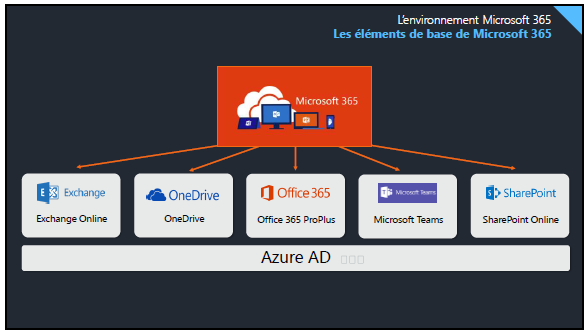 L'environnement Microsoft 365
Les éléments de base de Microsoft 365
Microsoft 365
Exchange
Exchange Online
OneDrive
OneDrive
Office 365
Office 365 ProPlus
Microsoft Teams
Microsoft Teams
SharePoint
SharePoint Online
Azure AD